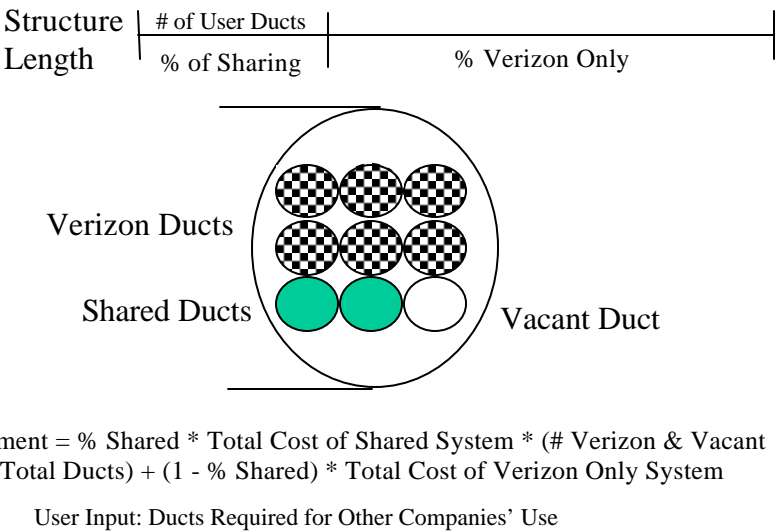 Structure
Length
# of User Ducts
% of Sharing
% Verizon Only
Verizon Ducts
Shared Ducts
Vacant Duct
ment = % Shared * Total Cost of Shared System * (# Verizon & Vacant
Total Ducts) + (1 - % Shared) * Total Cost of Verizon Only System
User Input: Ducts Required for Other Companies’ Use